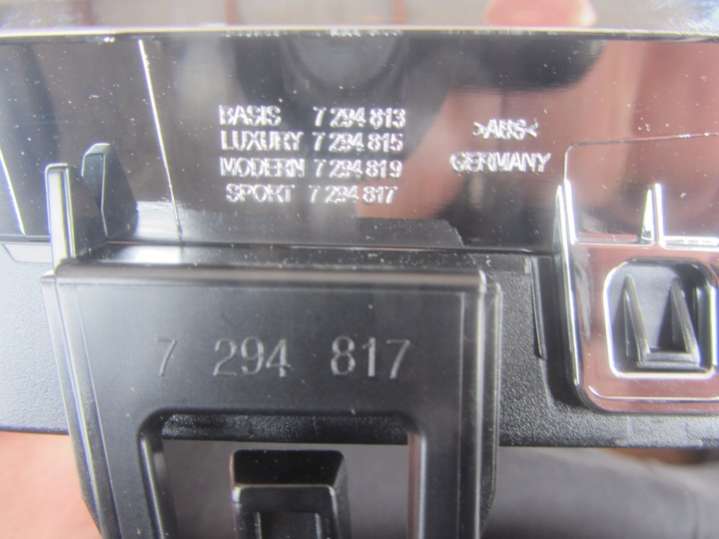 BASIS 7 294 813
LUXURY 7 294 815
MODERN 7 294 819
SPORT 7 294 817
>ABS<
GERMANY
7 294 817